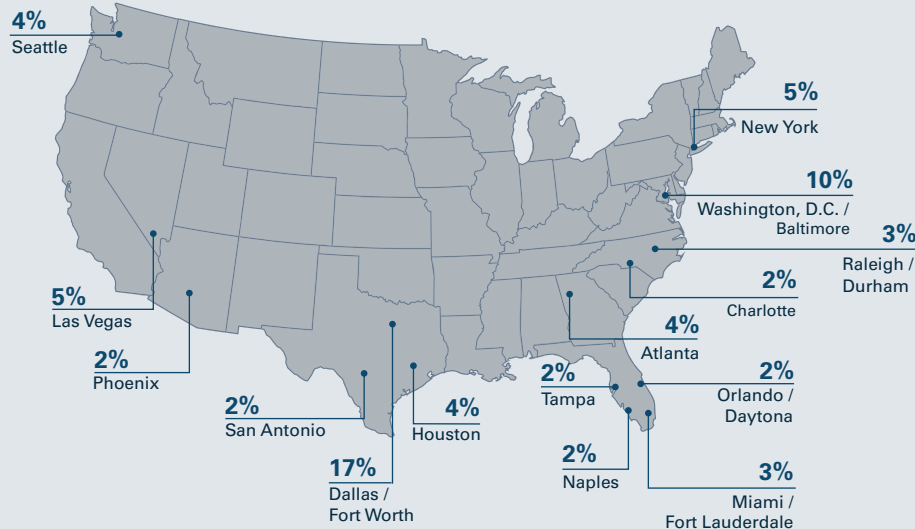 4%
Seattle
5%
New York
10%
Washington, D.C. /
Baltimore
3%
Raleigh /
Durham
2%
Charlotte
4%
Atlanta
5%
Las Vegas
2%
Phoenix
2%
San Antonio
4%
Houston
17%
Dallas /
Fort Worth
2%
Tampa
2%
Orlando /
Daytona
2%
Naples
3%
Miami /
Fort Lauderdale